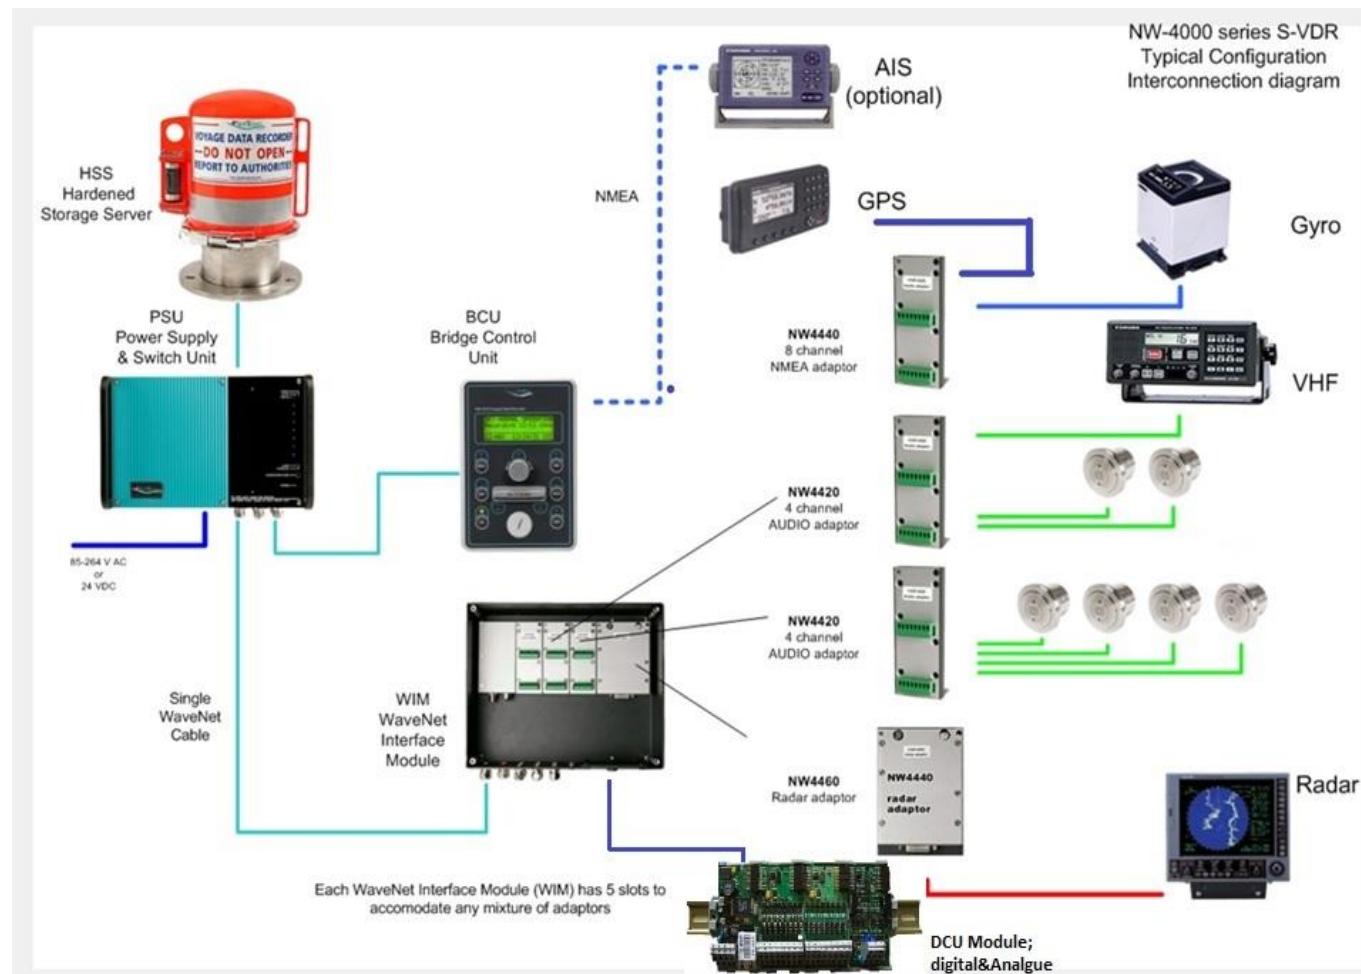 NW-4000 series S-VDR
Typical Configuration
Interconnection diagram
AIS
(optional)
VOYAGE DATA RECORDER
DO NOT OPEN
REPORT TO AUTHORITIES
HSS
Hardened
Storage Server
NMEA
GPS
Gyro
PSU
Power Supply
& Switch Unit
BCU
Bridge Control
Unit
NW4440
8 channel
NMEA adaptor
16
VHF
NW4420
4 channel
AUDIO adaptor
85-264 V AC
or
24 VDC
NW4420
4 channel
AUDIO adaptor
Single
WaveNet
Cable
WIM
WaveNet
Interface
Module
NW4460
Radar adaptor
NW4440
radar
adaptor
Radar
Each WaveNet Interface Module (WIM) has 5 slots to
accomodate any mixture of adaptors
DCU Module;
digital&Analgue